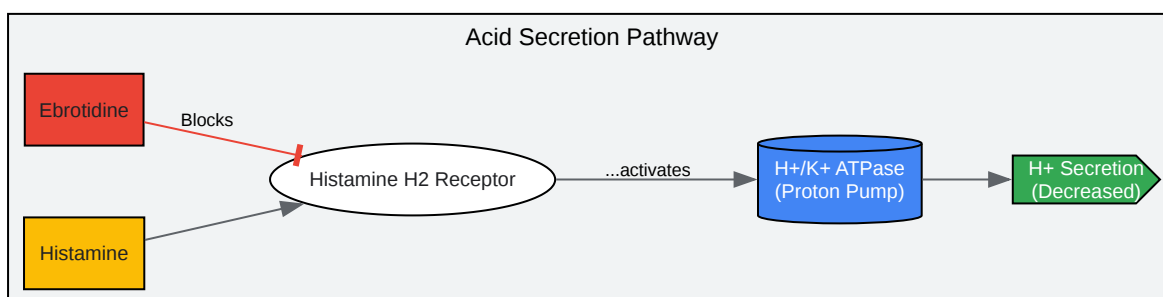 Acid Secretion Pathway
Ebrotidine
Blocks
Histamine
Histamine H2 Receptor
...activates
H+/K+ ATPase
(Proton Pump)
H+ Secretion
(Decreased)